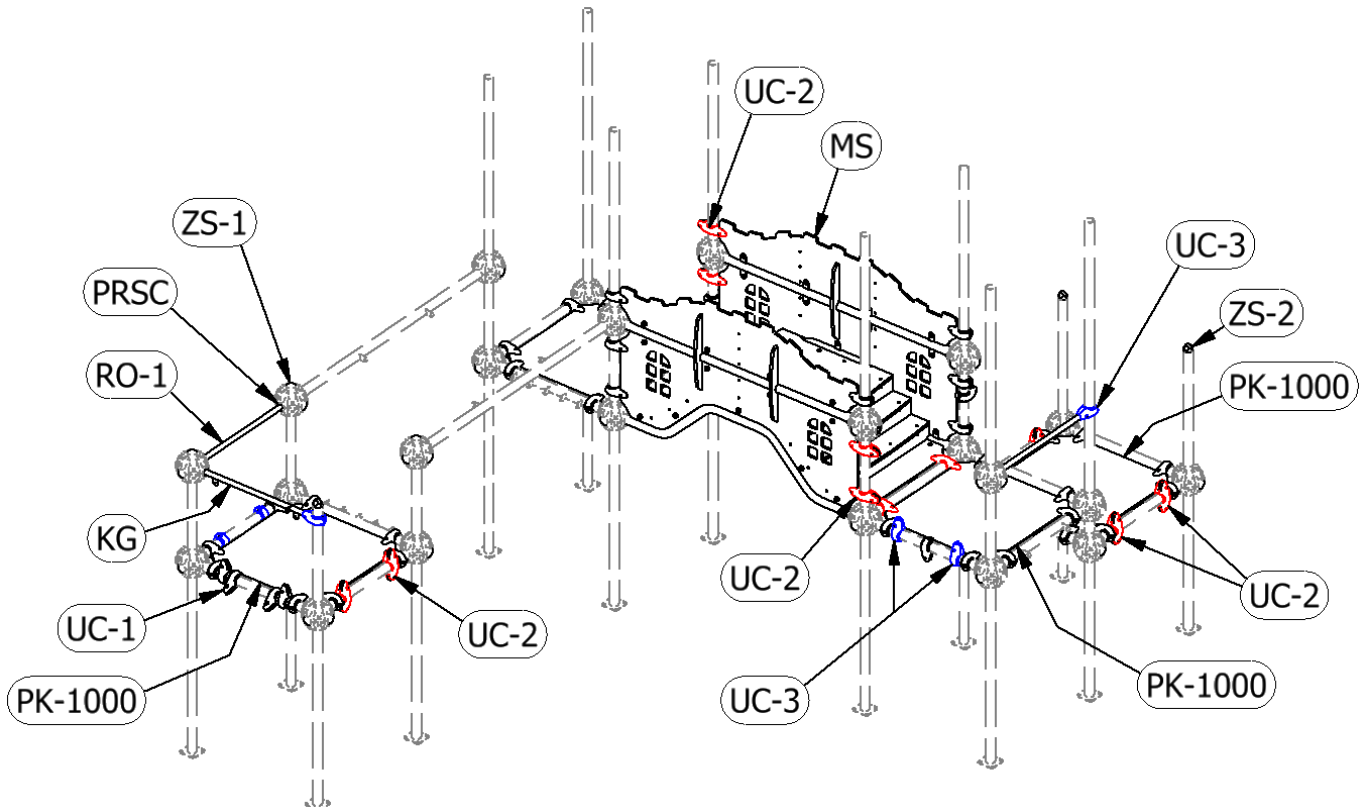 UC-2
MS
ZS-1
UC-3
PRSC
ZS-2
RO-1
PK-1000
KG
UC-2
UC-2
UC-1
UC-2
PK-1000
UC-3
PK-1000